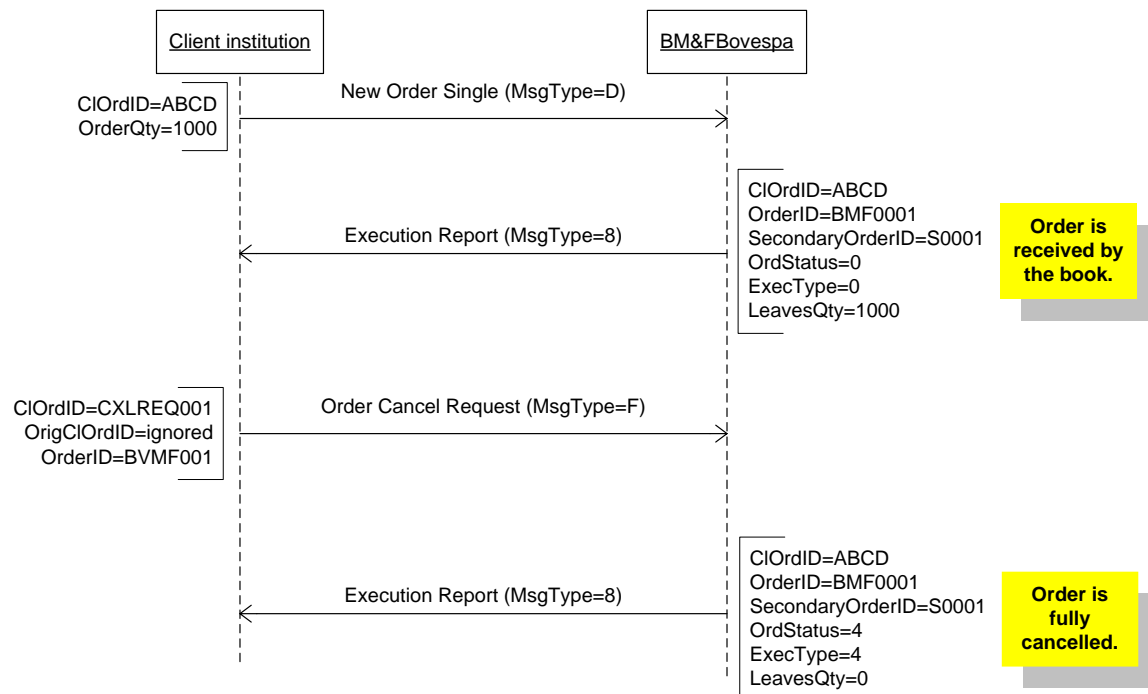 Client institution
BM&FBovespa
New Order Single (MsgType=D)
ClOrdID=ABCD
OrderQty=1000
ClOrdID=ABCD
OrderID=BMF0001
SecondaryOrderID=S0001
OrdStatus=0
ExecType=0
LeavesQty=1000
Execution Report (MsgType=8)
Order is
received by
the book.
ClOrdID=CXLREQ001
OrigClOrdID=ignored
OrderID=BVMF001
Order Cancel Request (MsgType=F)
ClOrdID=ABCD
OrderID=BMF0001
SecondaryOrderID=S0001
OrdStatus=4
ExecType=4
LeavesQty=0
Execution Report (MsgType=8)
Order is
fully
cancelled.